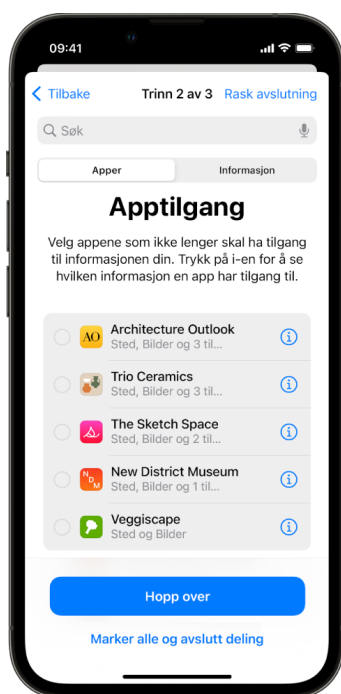 09:41
Tilbake
Trinn 2 av 3
Rask avslutning
Søk
Apper
Informasjon
Apptilgang
Velg appene som ikke lenger skal ha tilgang
til informasjonen din. Trykk på i-en for å se
hvilken informasjon en app har tilgang til.
AO
Architecture Outlook
Sted, Bilder og 3 til...
Trio Ceramics
Sted, Bilder og 3 til...
The Sketch Space
Sted, Bilder og 2 til...
NDM
New District Museum
Sted, Bilder og 1 til...
Veggiscape
Sted og Bilder
Hopp over
Marker alle og avslutt deling